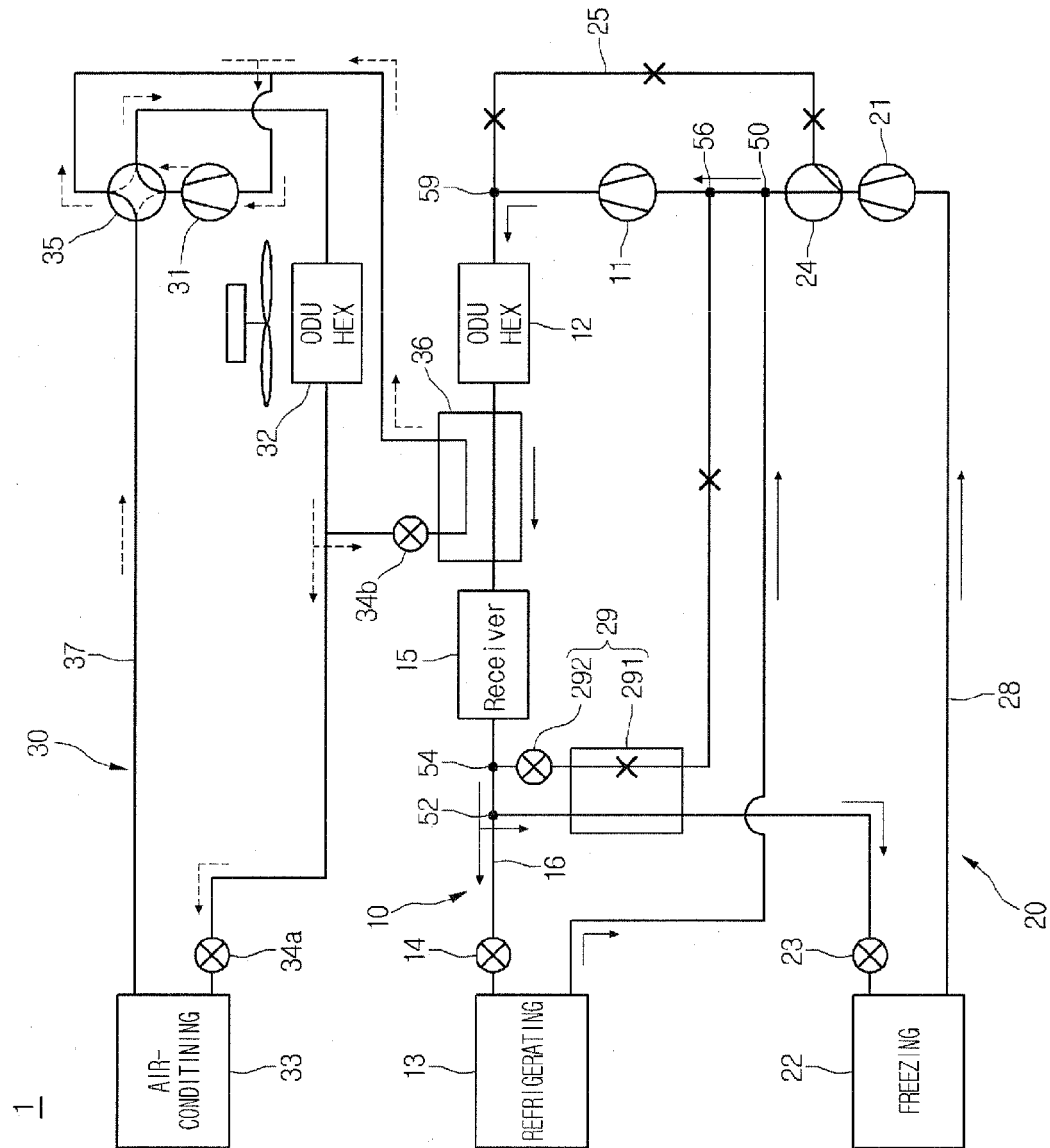 1
30
37
35
31
25
AIR-
CONDITINING
33
34a
34b
32
ODU
HEX
36
ODU
HEX
12
59
11
56
50
24
21
Receiver
15
54
52
16
10
14
REFRIGERATING
13
292
291
29
28
20
23
FREEZING
22